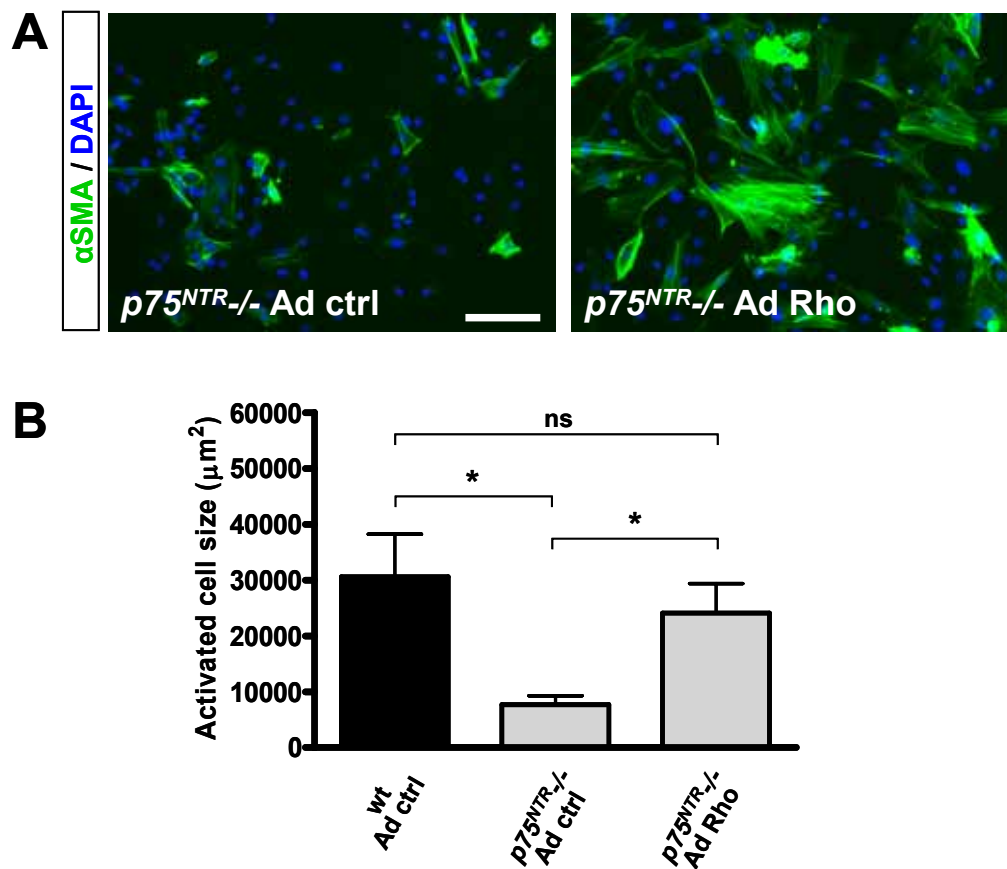 A
αSMA / DAPI
p75NTR-/- Ad ctrl
p75NTR-/- Ad Rho
B
Activated cell size (μm2)
60000
50000
40000
30000
20000
10000
0
ns
*
*
wt
Ad ctrl
p75NTR-/-
Ad ctrl
p75NTR-/-
Ad Rho